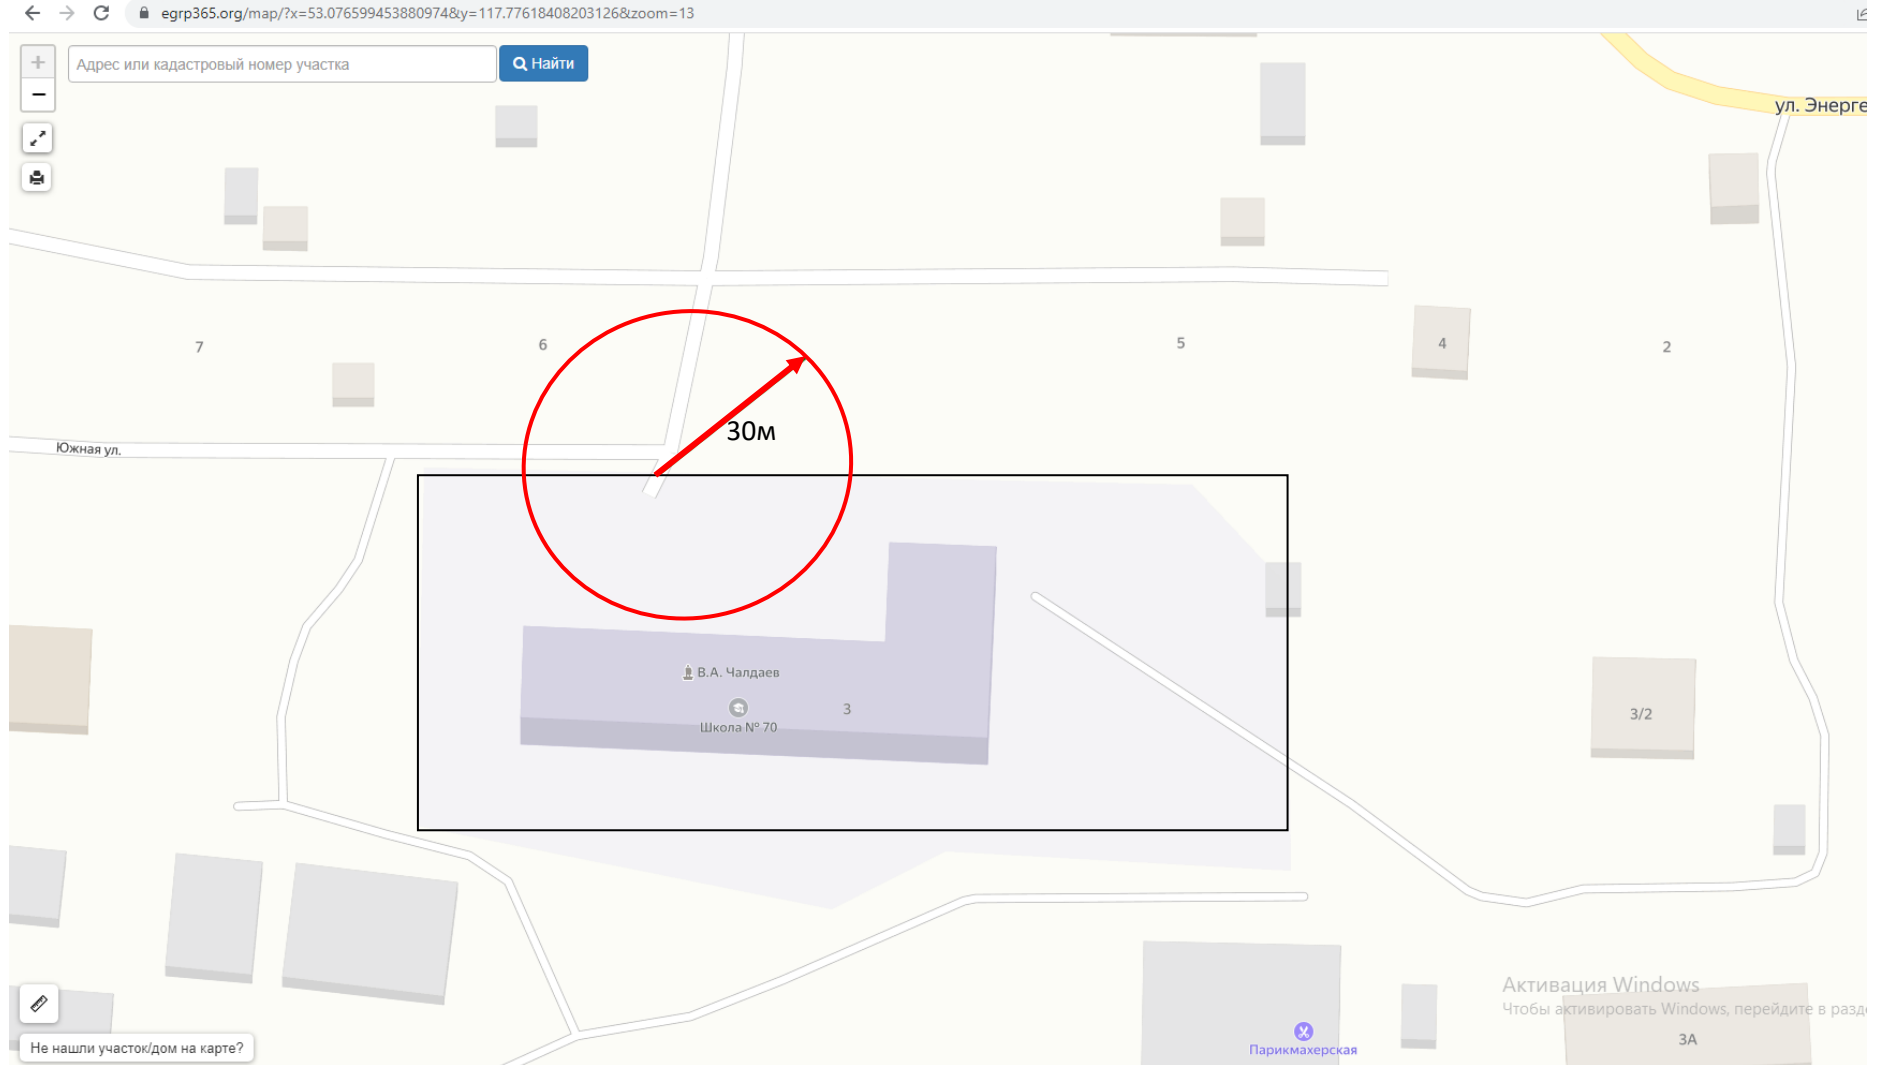 egrp365.org/map/?x=53.076599453880974&y=117.77618408203126&zoom=13
+
Адрес или кадастровый номер участка
Найти
−
ул. Энерге
7
6
5
4
2
30м
Южная ул.
В.А. Чалдаев
3
Школа № 70
3/2
Активация Windows
Чтобы активировать Windows, перейдите в разд
3А
Парикмахерская
Не нашли участок/дом на карте?